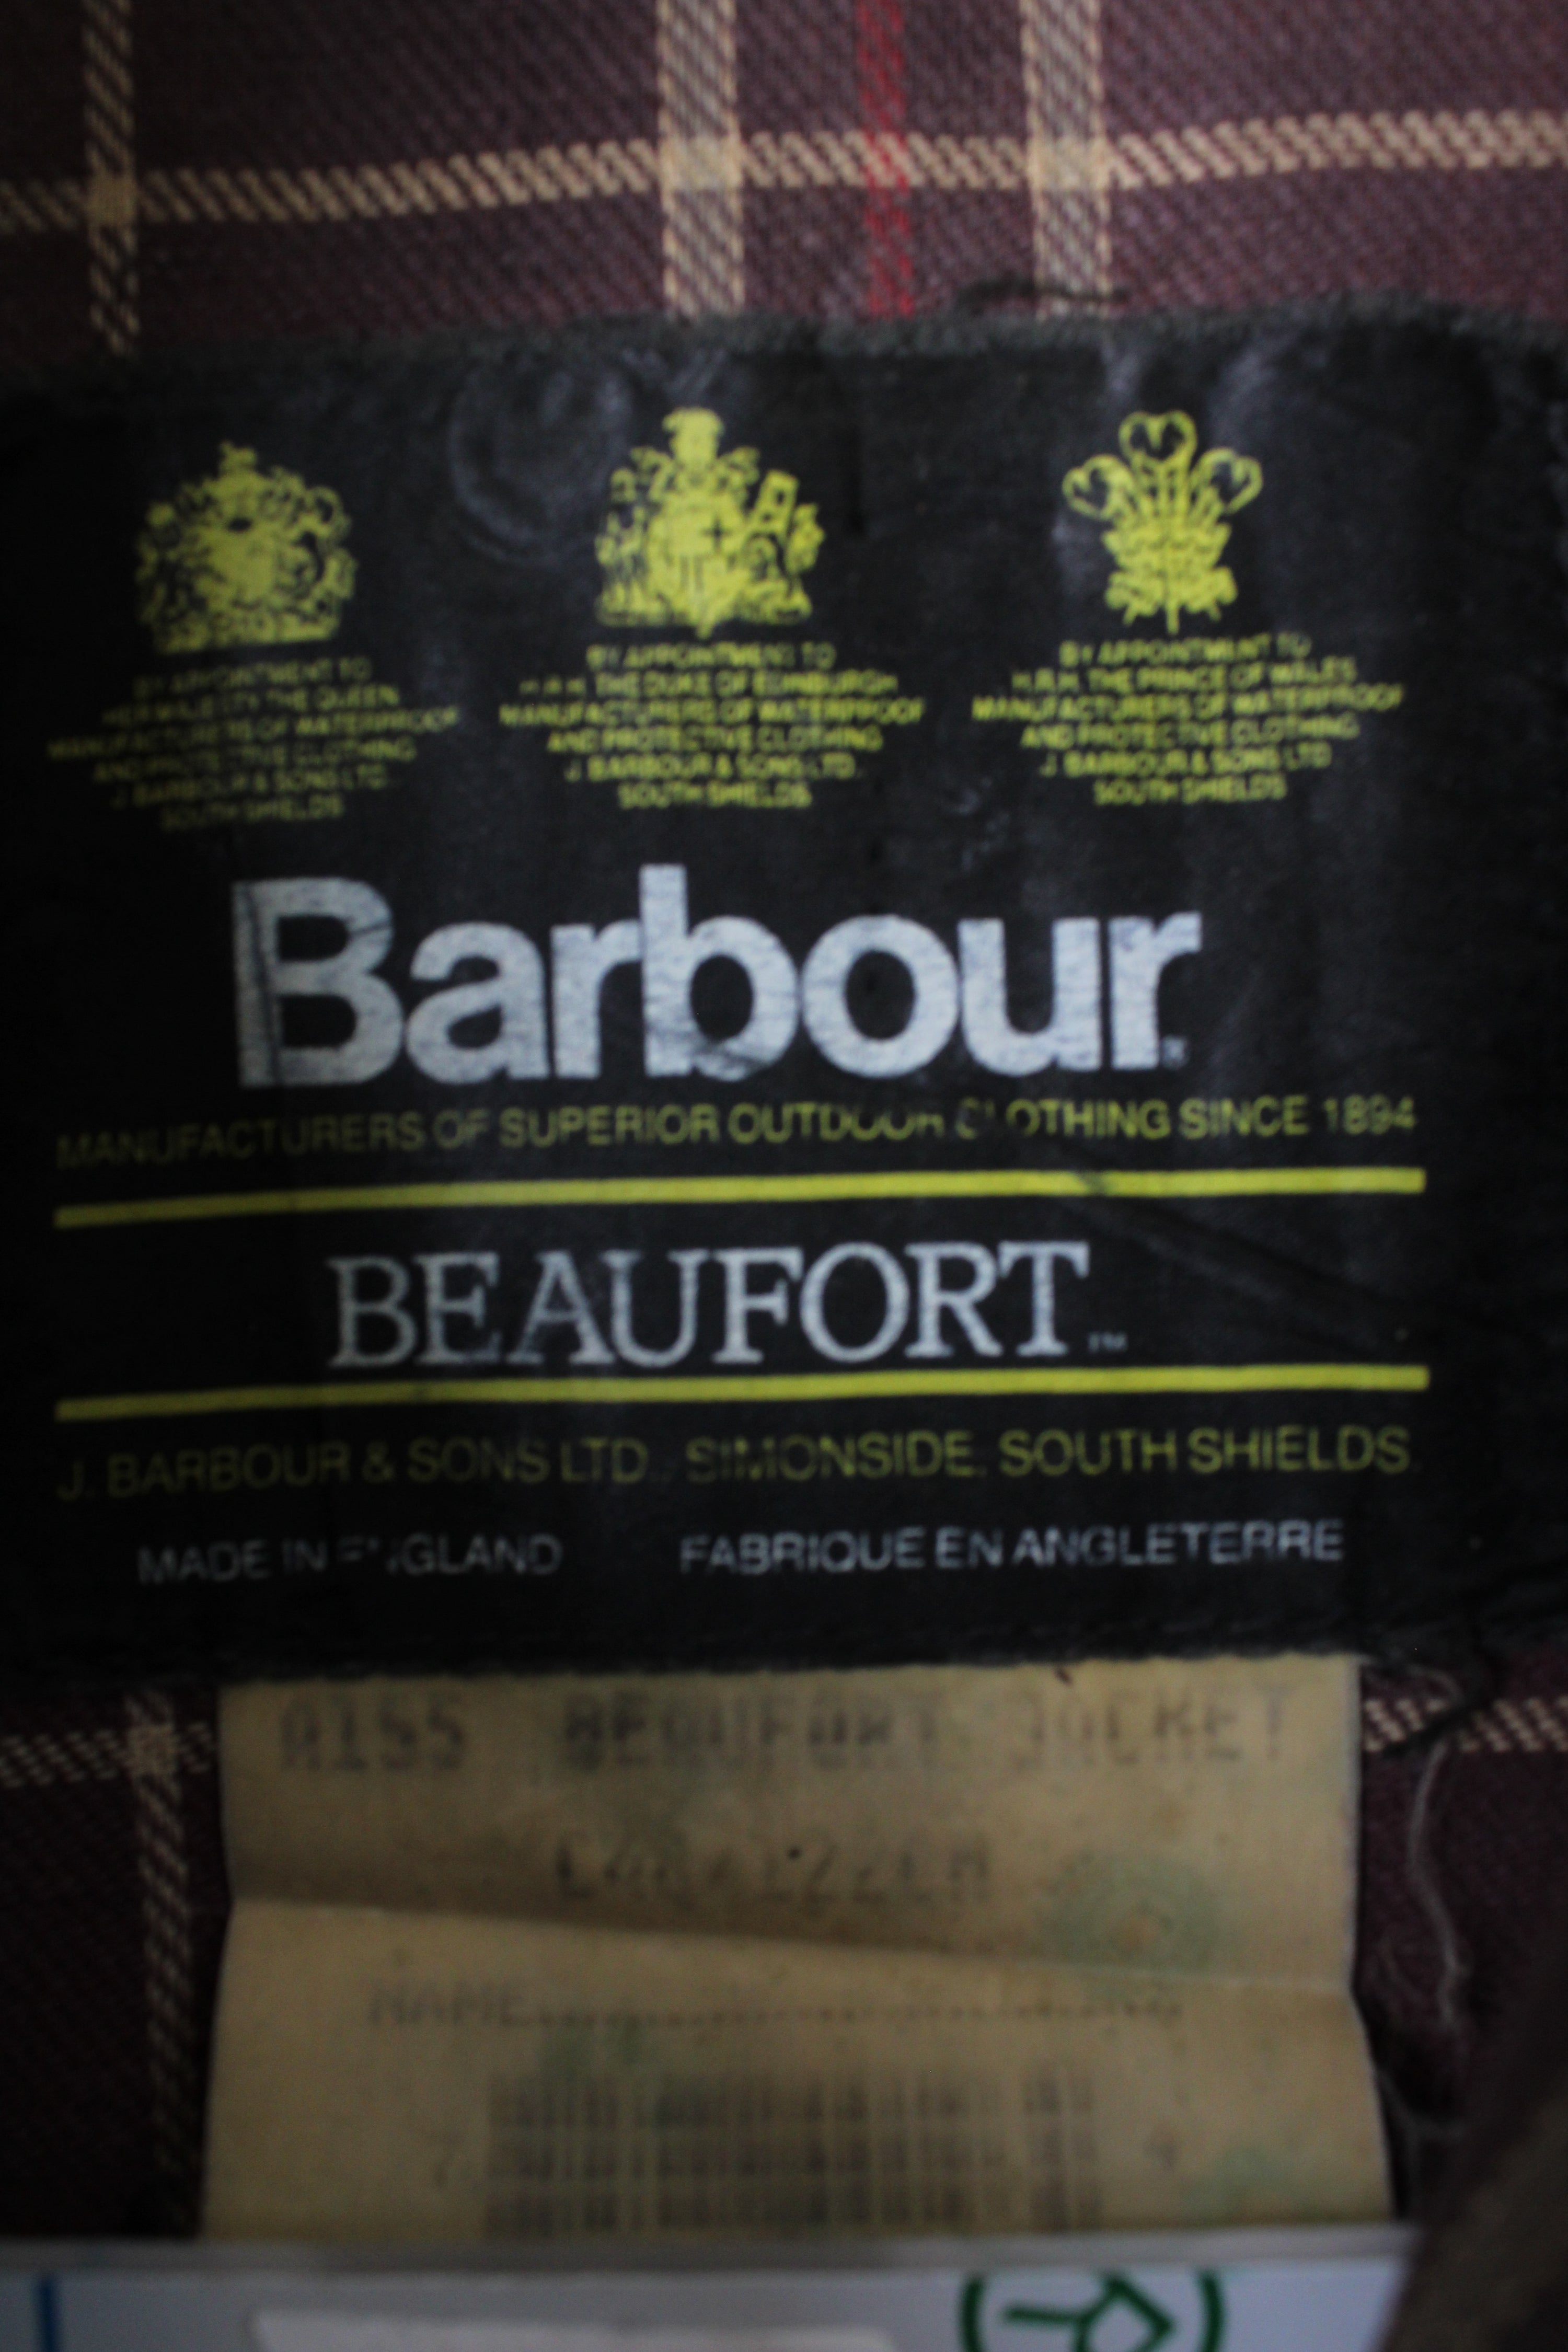 BY APPOINTMENT TO
HER MAJESTY THE QUEEN
MANUFACTURERS OF WATERPROOF
AND PROTECTIVE CLOTHING
J. BARBOUR & SONS LTD.
SOUTH SHIELDS
BY APPOINTMENT TO
H.R.H. THE DUKE OF EDINBURGH
MANUFACTURERS OF WATERPROOF
AND PROTECTIVE CLOTHING
J. BARBOUR & SONS LTD.
SOUTH SHIELDS
BY APPOINTMENT TO
H.R.H. THE PRINCE OF WALES
MANUFACTURERS OF WATERPROOF
AND PROTECTIVE CLOTHING
J. BARBOUR & SONS LTD
SOUTH SHIELDS
Barbour
MANUFACTURERS OF SUPERIOR OUTDOOR CLOTHING SINCE 1894
BEAUFORT™
J. BARBOUR & SONS LTD. SIMONSIDE. SOUTH SHIELDS.
MADE IN ENGLAND FABRIQUE EN ANGLETERRE
A155 BEAUFORT JACKET
NAME